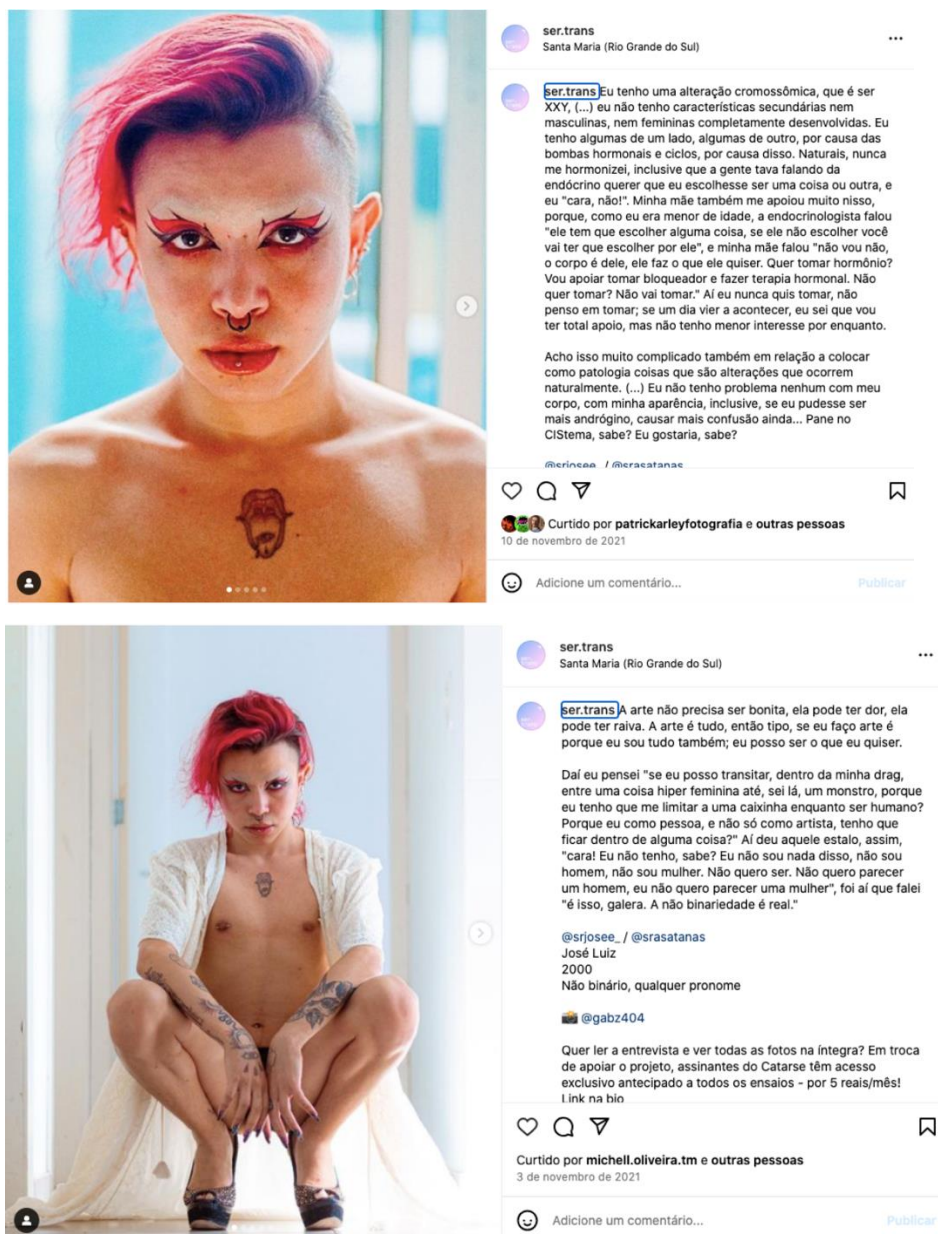 ser.trans
Santa Maria (Rio Grande do Sul)
ser.trans Eu tenho uma alteração cromossômica, que é ser
XXY, (...) eu não tenho características secundárias nem
masculinas, nem femininas completamente desenvolvidas. Eu
tenho algumas de um lado, algumas de outro, por causa das
bombas hormonais e ciclos, por causa disso. Naturais, nunca
me hormonizei, inclusive que a gente tava falando da
endócrino querer que eu escolhesse ser uma coisa ou outra, e
eu "cara, não!". Minha mãe também me apoiou muito nisso,
porque, como eu era menor de idade, a endocrinologista falou
"ele tem que escolher alguma coisa, se ele não escolher você
vai ter que escolher por ele", e minha mãe falou "não vou não,
o corpo é dele, ele faz o que ele quiser. Quer tomar hormônio?
Vou apoiar tomar bloqueador e fazer terapia hormonal. Não
quer tomar? Não vai tomar." Aí eu nunca quis tomar, não
penso em tomar; se um dia vier a acontecer, eu sei que vou
ter total apoio, mas não tenho menor interesse por enquanto.
Acho isso muito complicado também em relação a colocar
como patologia coisas que são alterações que ocorrem
naturalmente. (...) Eu não tenho problema nenhum com meu
corpo, com minha aparência, inclusive, se eu pudesse ser
mais andrógino, causar mais confusão ainda... Pane no
CIStema, sabe? Eu gostaria, sabe?
@srjosee_ / @srasatanas
Curtido por patrickarleyfotografia e outras pessoas
10 de novembro de 2021
Adicione um comentário...
Publicar
ser.trans
Santa Maria (Rio Grande do Sul)
ser.trans A arte não precisa ser bonita, ela pode ter dor, ela
pode ter raiva. A arte é tudo, então tipo, se eu faço arte é
porque eu sou tudo também; eu posso ser o que eu quiser.
Daí eu pensei "se eu posso transitar, dentro da minha drag,
entre uma coisa hiper feminina até, sei lá, um monstro, porque
eu tenho que me limitar a uma caixinha enquanto ser humano?
Porque eu como pessoa, e não só como artista, tenho que
ficar dentro de alguma coisa?" Aí deu aquele estalo, assim,
"cara! Eu não tenho, sabe? Eu não sou nada disso, não sou
homem, não sou mulher. Não quero ser. Não quero parecer
um homem, eu não quero parecer uma mulher", foi aí que falei
"é isso, galera. A não binariedade é real."
@srjosee_ / @srasatanas
José Luiz
2000
Não binário, qualquer pronome
@gabz404
Quer ler a entrevista e ver todas as fotos na íntegra? Em troca
de apoiar o projeto, assinantes do Catarse têm acesso
exclusivo antecipado a todos os ensaios - por 5 reais/mês!
Link na bio
Curtido por michell.oliveira.tm e outras pessoas
3 de novembro de 2021
Adicione um comentário...
Publicar